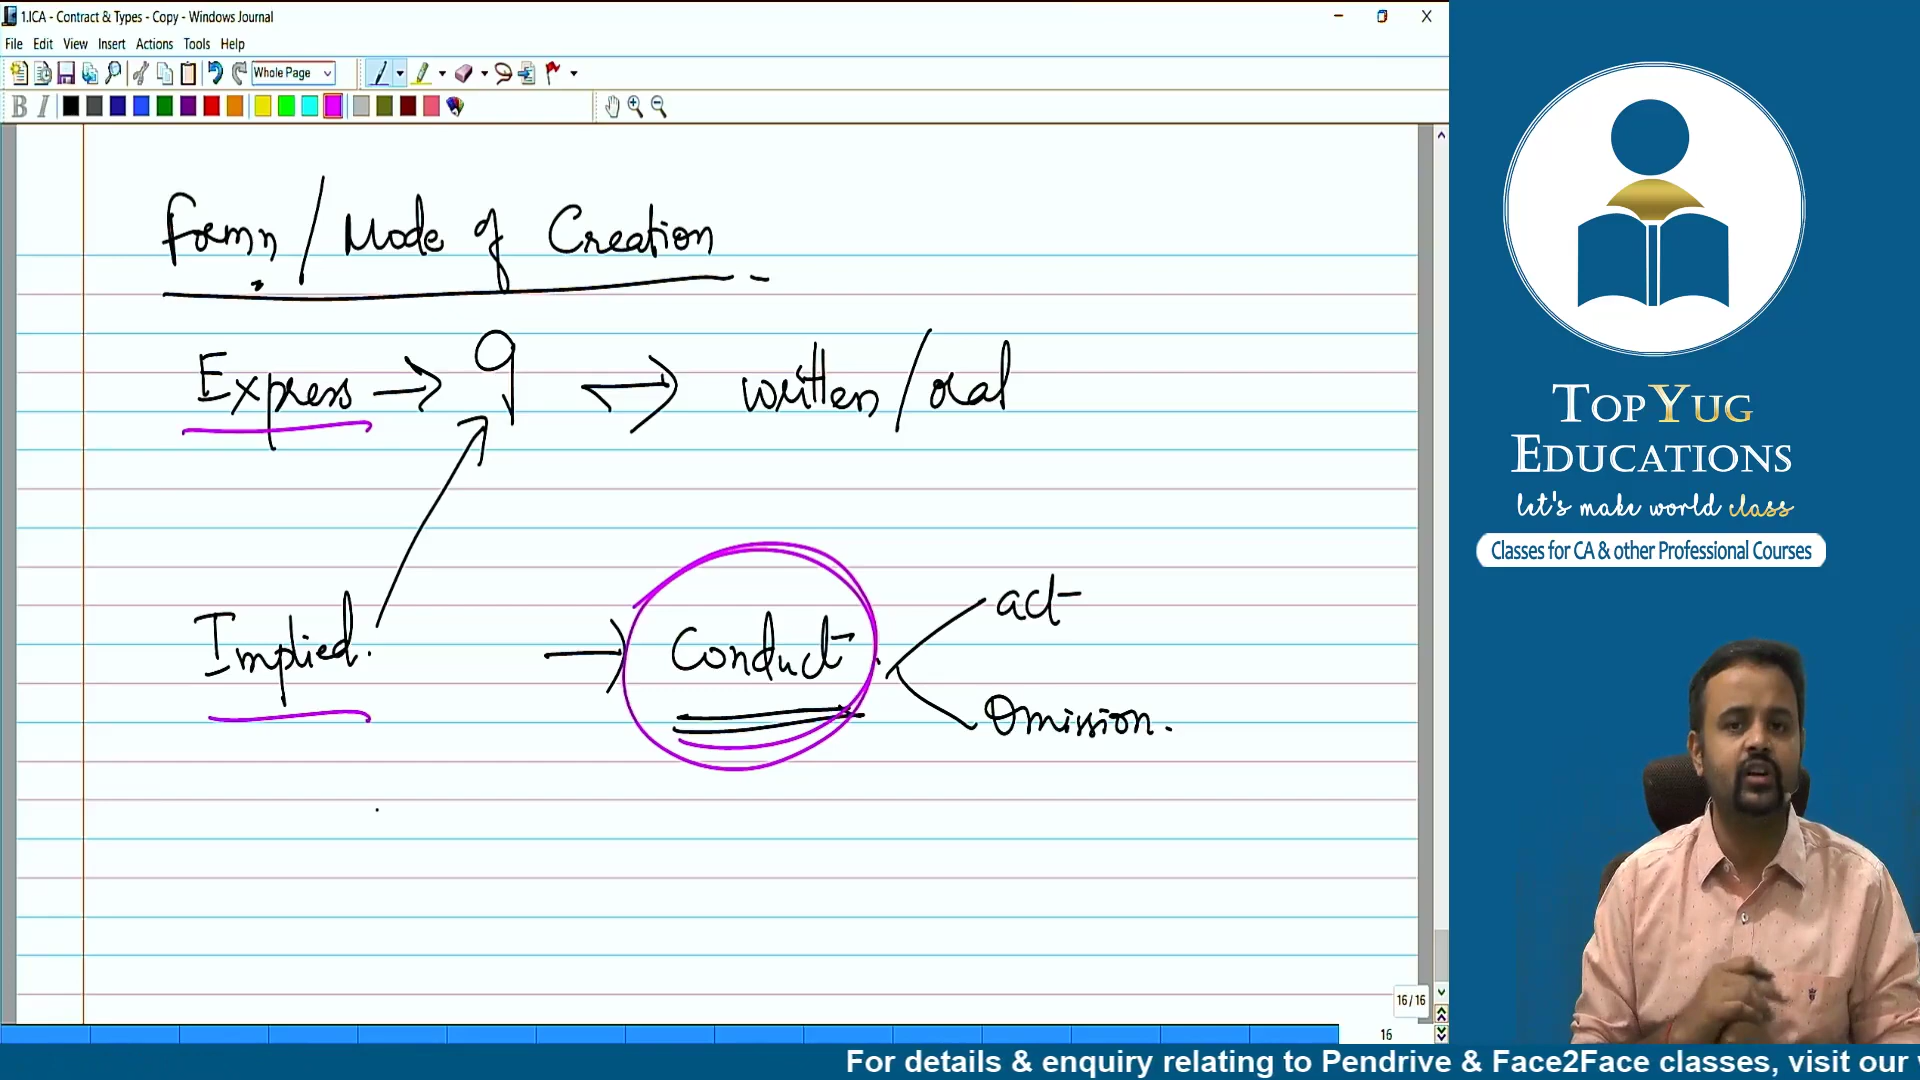 1.ICA - Contract & Types - Copy - Windows Journal
File Edit View Insert Actions Tools Help
Whole Page
B I
Formn / Mode of Creation
Express → 9 → written / oral
Implied. → Conduct
act
Omission.
16 / 16
16
TOPYUG
EDUCATIONS
let's make world class
Classes for CA & other Professional Courses
For details & enquiry relating to Pendrive & Face2Face classes, visit our